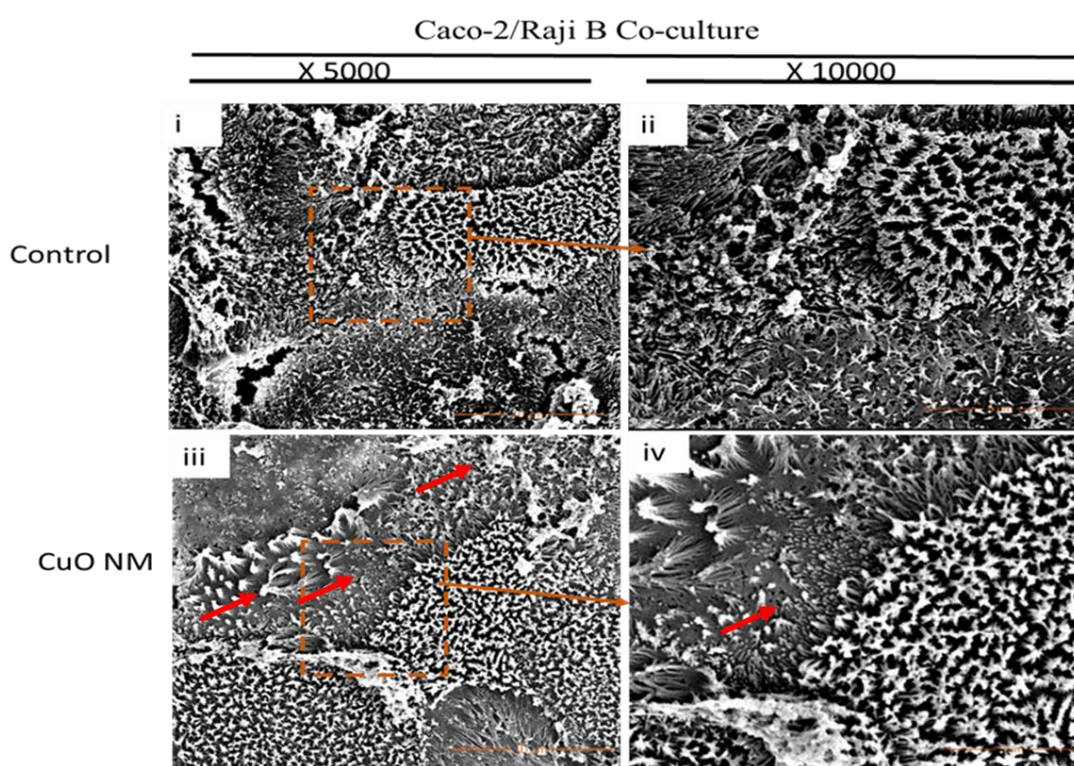 Caco-2/Raji B Co-culture
X 5000
X 10000
i
ii
Control
iii
iv
CuO NM